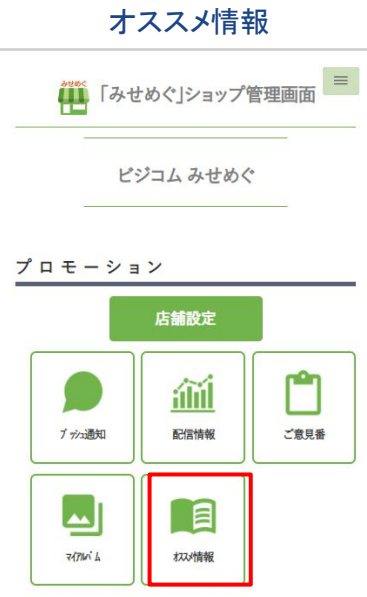 オススメ情報
みせめぐ
「みせめぐ」ショップ管理画面
ビジコム みせめぐ
プロモーション
店舗設定
プッシュ通知
配信情報
ご意見番
マイアルバム
オススメ情報